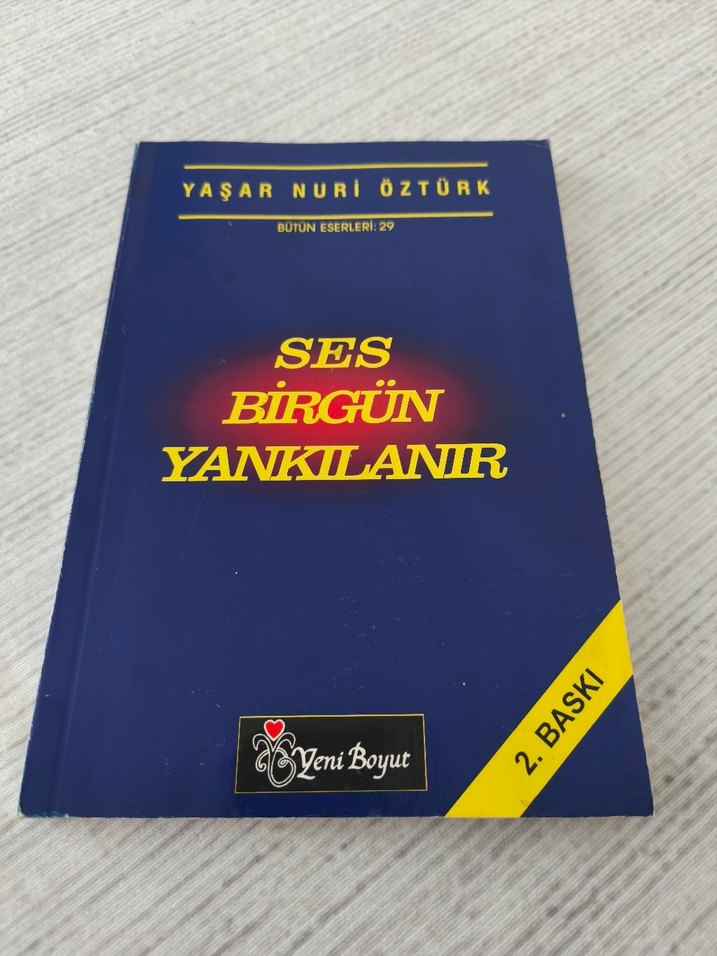 YAŞAR NURİ ÖZTÜRK
BÜTÜN ESERLERİ: 29
SES
BİRGÜN
YANKILANIR
2. BASKI
Yeni Boyut